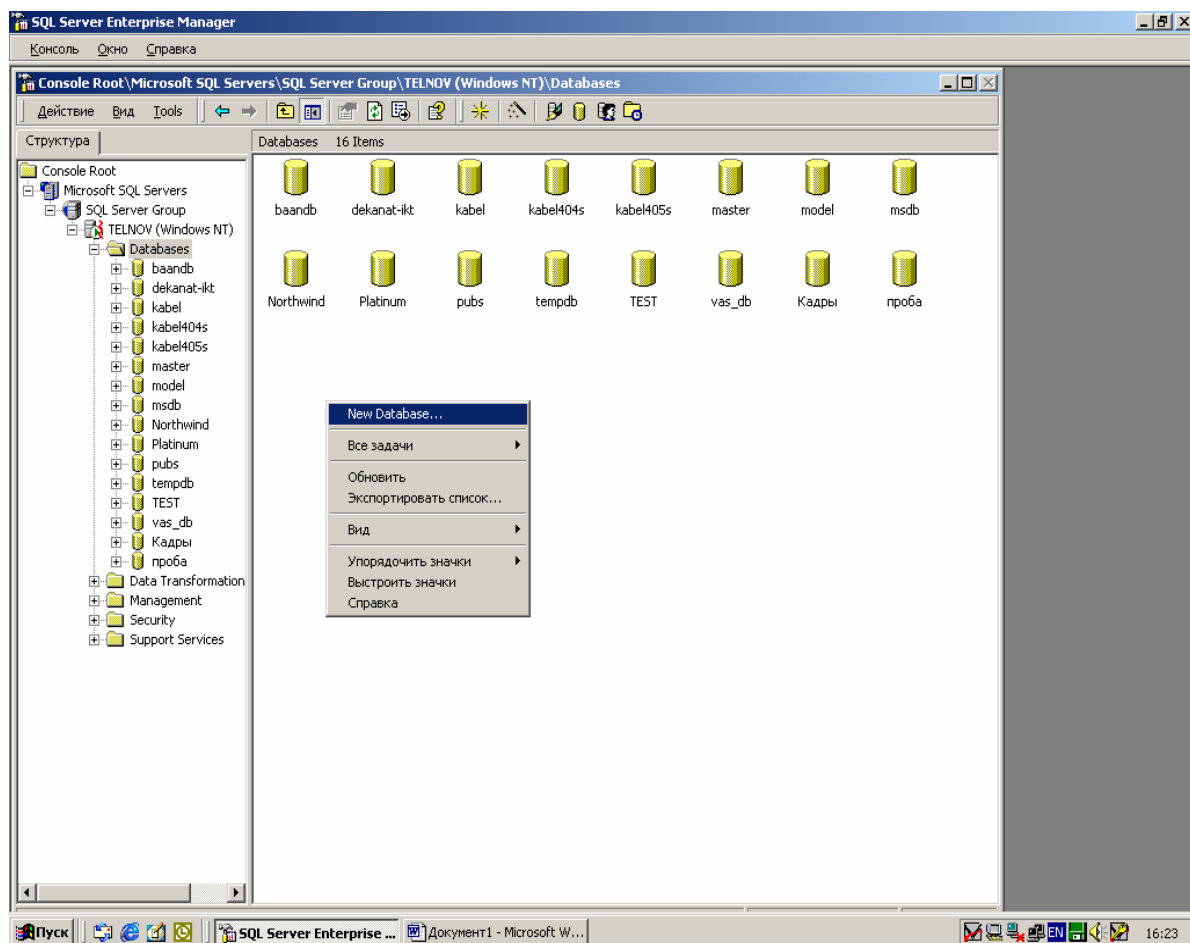 SQL Server Enterprise Manager
Консоль Окно Справка
Console Root\Microsoft SQL Servers\SQL Server Group\TELNOV (Windows NT)\Databases
Действие Вид Tools
Структура
Databases 16 Items
Console Root
Microsoft SQL Servers
SQL Server Group
TELNOV (Windows NT)
Databases
baandb
dekanat-ikt
kabel
kabel404s
kabel405s
master
model
msdb
Northwind
Platinum
pubs
tempdb
TEST
vas_db
Кадры
проба
Data Transformation
Management
Security
Support Services
baandb dekanat-ikt kabel kabel404s kabel405s master model msdb
Northwind Platinum pubs tempdb TEST vas_db Кадры проба
New Database...
Все задачи
Обновить
Экспортировать список...
Вид
Упорядочить значки
Выстроить значки
Справка
Пуск SQL Server Enterprise ... Документ1 - Microsoft W... EN 16:23